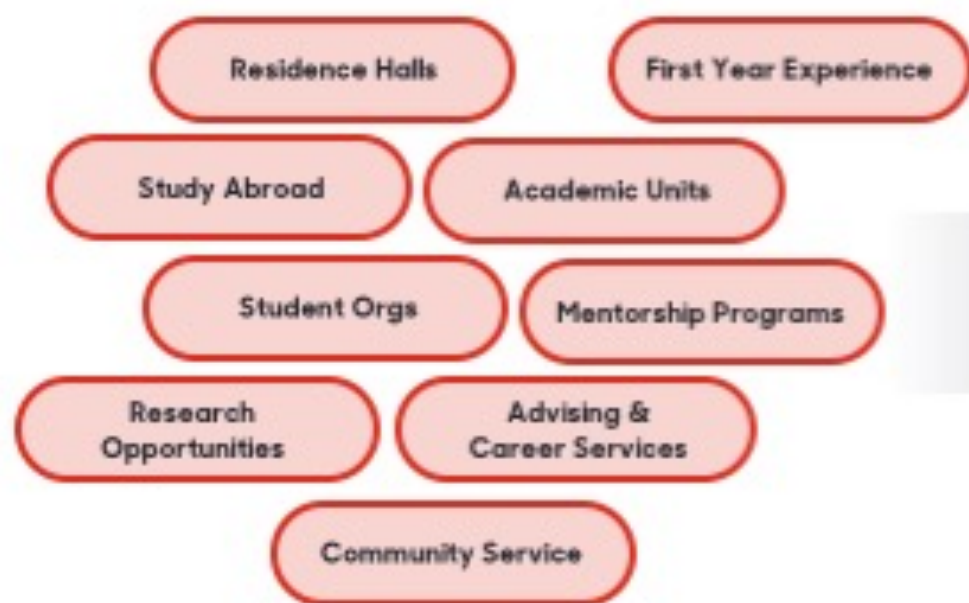 Residence Halls
First Year Experience
Study Abroad
Academic Units
Student Orgs
Mentorship Programs
Research
Opportunities
Advising &
Career Services
Community Service